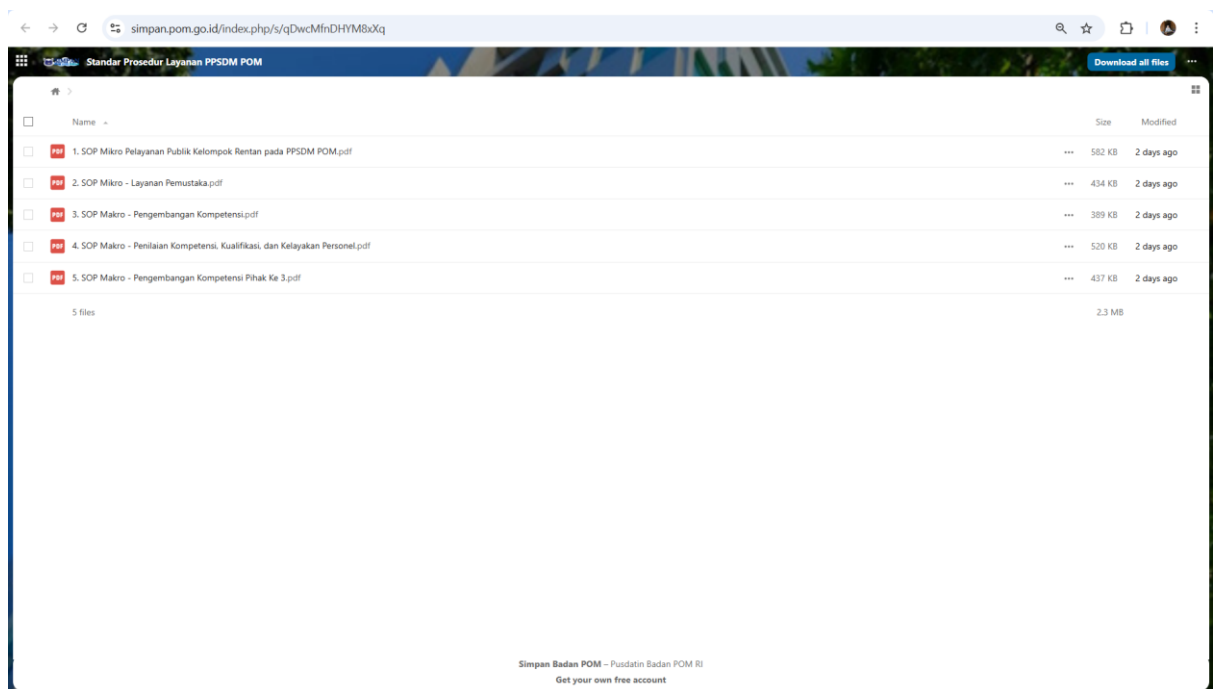 simpan.pom.go.id/index.php/s/qDwcMfnDHYM8xXq
Standar Prosedur Layanan PPSDM POM Download all files
Name Size Modified
PDF 1. SOP Mikro Pelayanan Publik Kelompok Rentan pada PPSDM POM.pdf 582 KB 2 days ago
PDF 2. SOP Mikro - Layanan Pemustaka.pdf 434 KB 2 days ago
PDF 3. SOP Makro - Pengembangan Kompetensi.pdf 389 KB 2 days ago
PDF 4. SOP Makro - Penilaian Kompetensi, Kualifikasi, dan Kelayakan Personel.pdf 520 KB 2 days ago
PDF 5. SOP Makro - Pengembangan Kompetensi Pihak Ke 3.pdf 437 KB 2 days ago
5 files 2.3 MB
Simpan Badan POM – Pusdatin Badan POM RI
Get your own free account